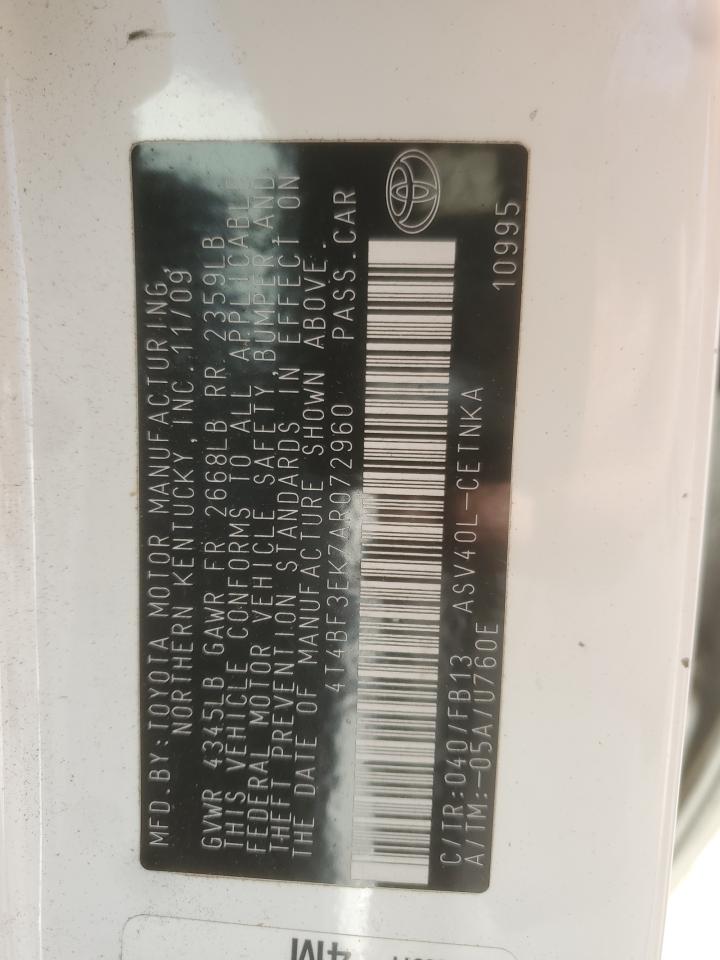 MFD.BY:TOYOTA MOTOR MANUFACTURING,
NORTHERN KENTUCKY,INC.11/09
GVWR 4345LB GAWR FR 2668LB RR 2359LB
THIS VEHICLE CONFORMS TO ALL APPLICABLE
FEDERAL MOTOR VEHICLE SAFETY,BUMPER,AND
THEFT PREVENTION STANDARDS IN EFFECT ON
THE DATE OF MANUFACTURE SHOWN ABOVE.
4T4BF3EK7AR072960 PASS.CAR
C/TR:040/FB13 ASV40L-CETNKA
A/TM:-05A/U760E 10995
4M